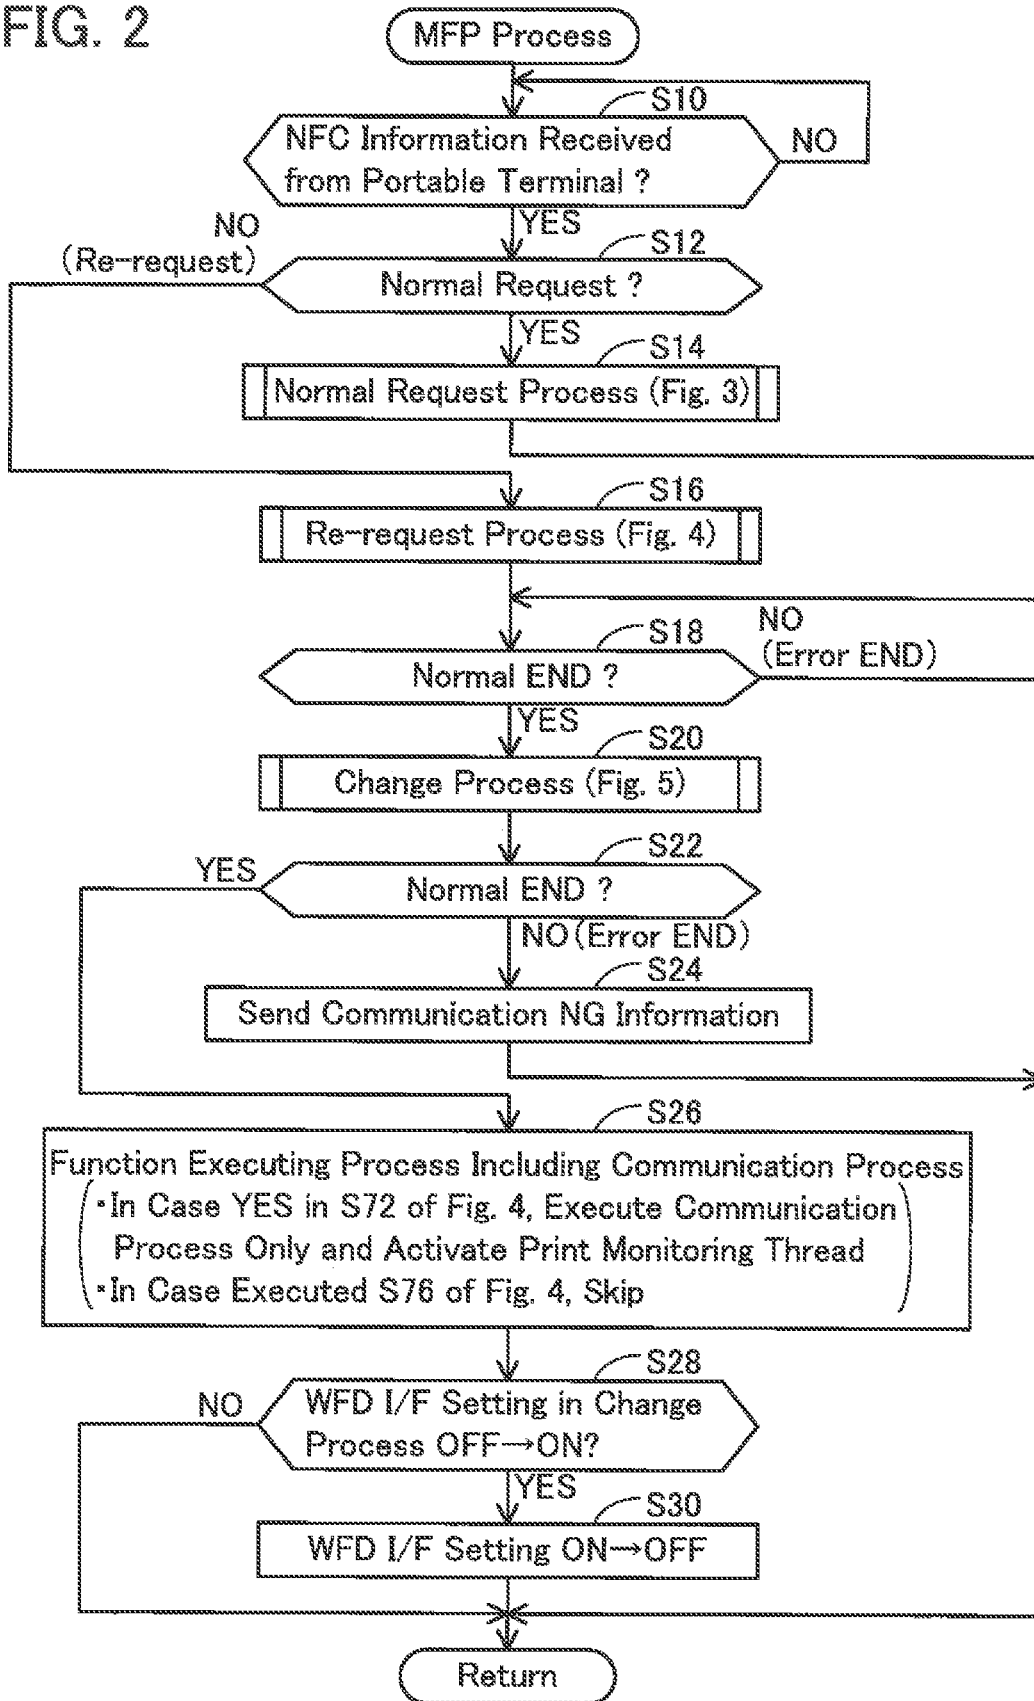 FIG. 2
MFP Process
S10
NFC Information Received
from Portable Terminal ?
NO
YES
NO
(Re-request)
S12
Normal Request ?
YES
S14
Normal Request Process (Fig. 3)
S16
Re-request Process (Fig. 4)
S18
NO
(Error END)
Normal END ?
YES
S20
Change Process (Fig. 5)
S22
YES
Normal END ?
NO (Error END)
S24
Send Communication NG Information
S26
Function Executing Process Including Communication Process
・In Case YES in S72 of Fig. 4, Execute Communication
Process Only and Activate Print Monitoring Thread
・In Case Executed S76 of Fig. 4, Skip
S28
NO
WFD I/F Setting in Change
Process OFF→ON?
YES
S30
WFD I/F Setting ON→OFF
Return